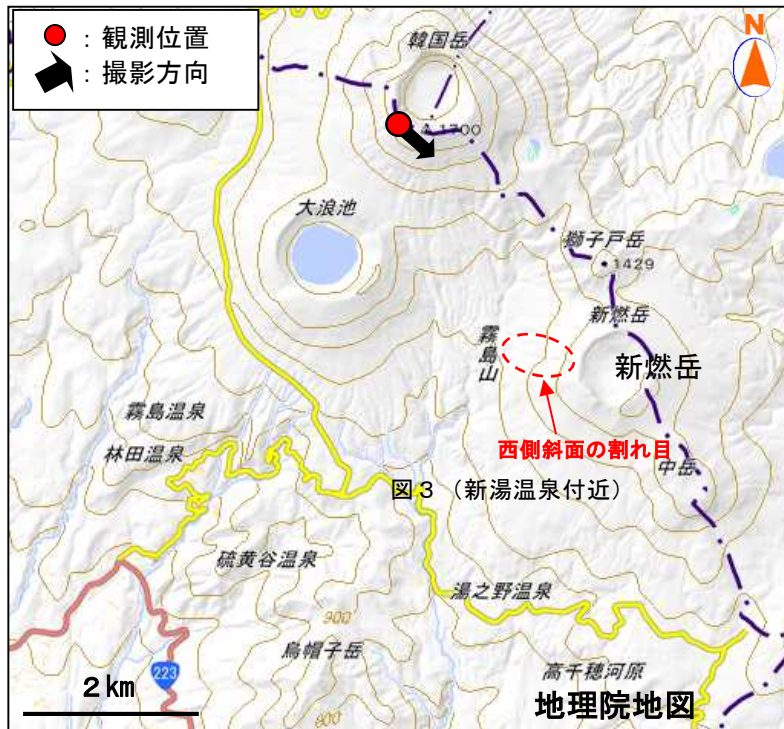 ：観測位置
：撮影方向
N
韓国岳
1700
大浪池
獅子戸岳
1429
新燃岳
新燃岳
霧島山
霧島温泉
林田温泉
西側斜面の割れ目
中岳
図３（新湯温泉付近）
硫黄谷温泉
湯之野温泉
900
烏帽子岳
高千穂河原
223
2km
800
地理院地図